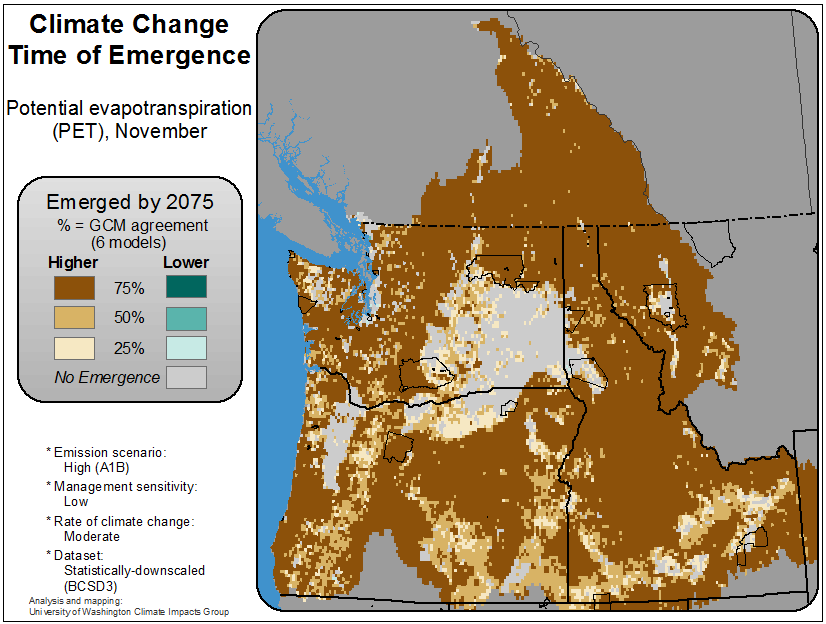 Climate Change
Time of Emergence
Potential evapotranspiration
(PET), November
Emerged by 2075
% = GCM agreement
(6 models)
Higher Lower
75%
50%
25%
No Emergence
* Emission scenario:
High (A1B)
* Management sensitivity:
Low
* Rate of climate change:
Moderate
* Dataset:
Statistically-downscaled
(BCSD3)
Analysis and mapping:
University of Washington Climate Impacts Group